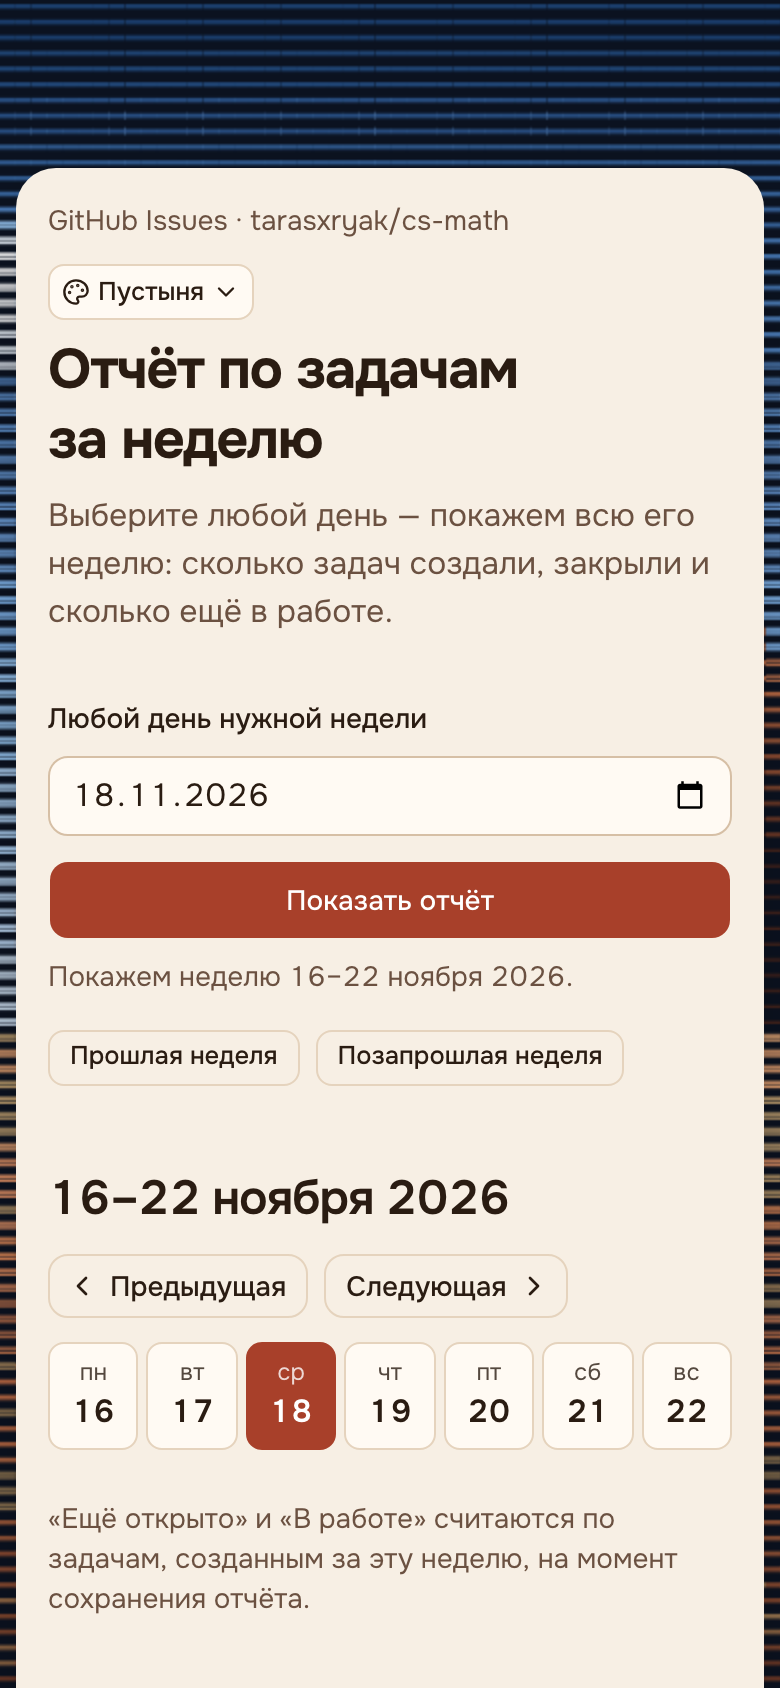 GitHub Issues · tarasxryak/cs-math
Пустыня
Отчёт по задачам
за неделю
Выберите любой день — покажем всю его
неделю: сколько задач создали, закрыли и
сколько ещё в работе.
Любой день нужной недели
18.11.2026
Показать отчёт
Покажем неделю 16–22 ноября 2026.
Прошлая неделя Позапрошлая неделя
16–22 ноября 2026
Предыдущая Следующая
пн вт ср чт пт сб вс
16 17 18 19 20 21 22
«Ещё открыто» и «В работе» считаются по
задачам, созданным за эту неделю, на момент
сохранения отчёта.